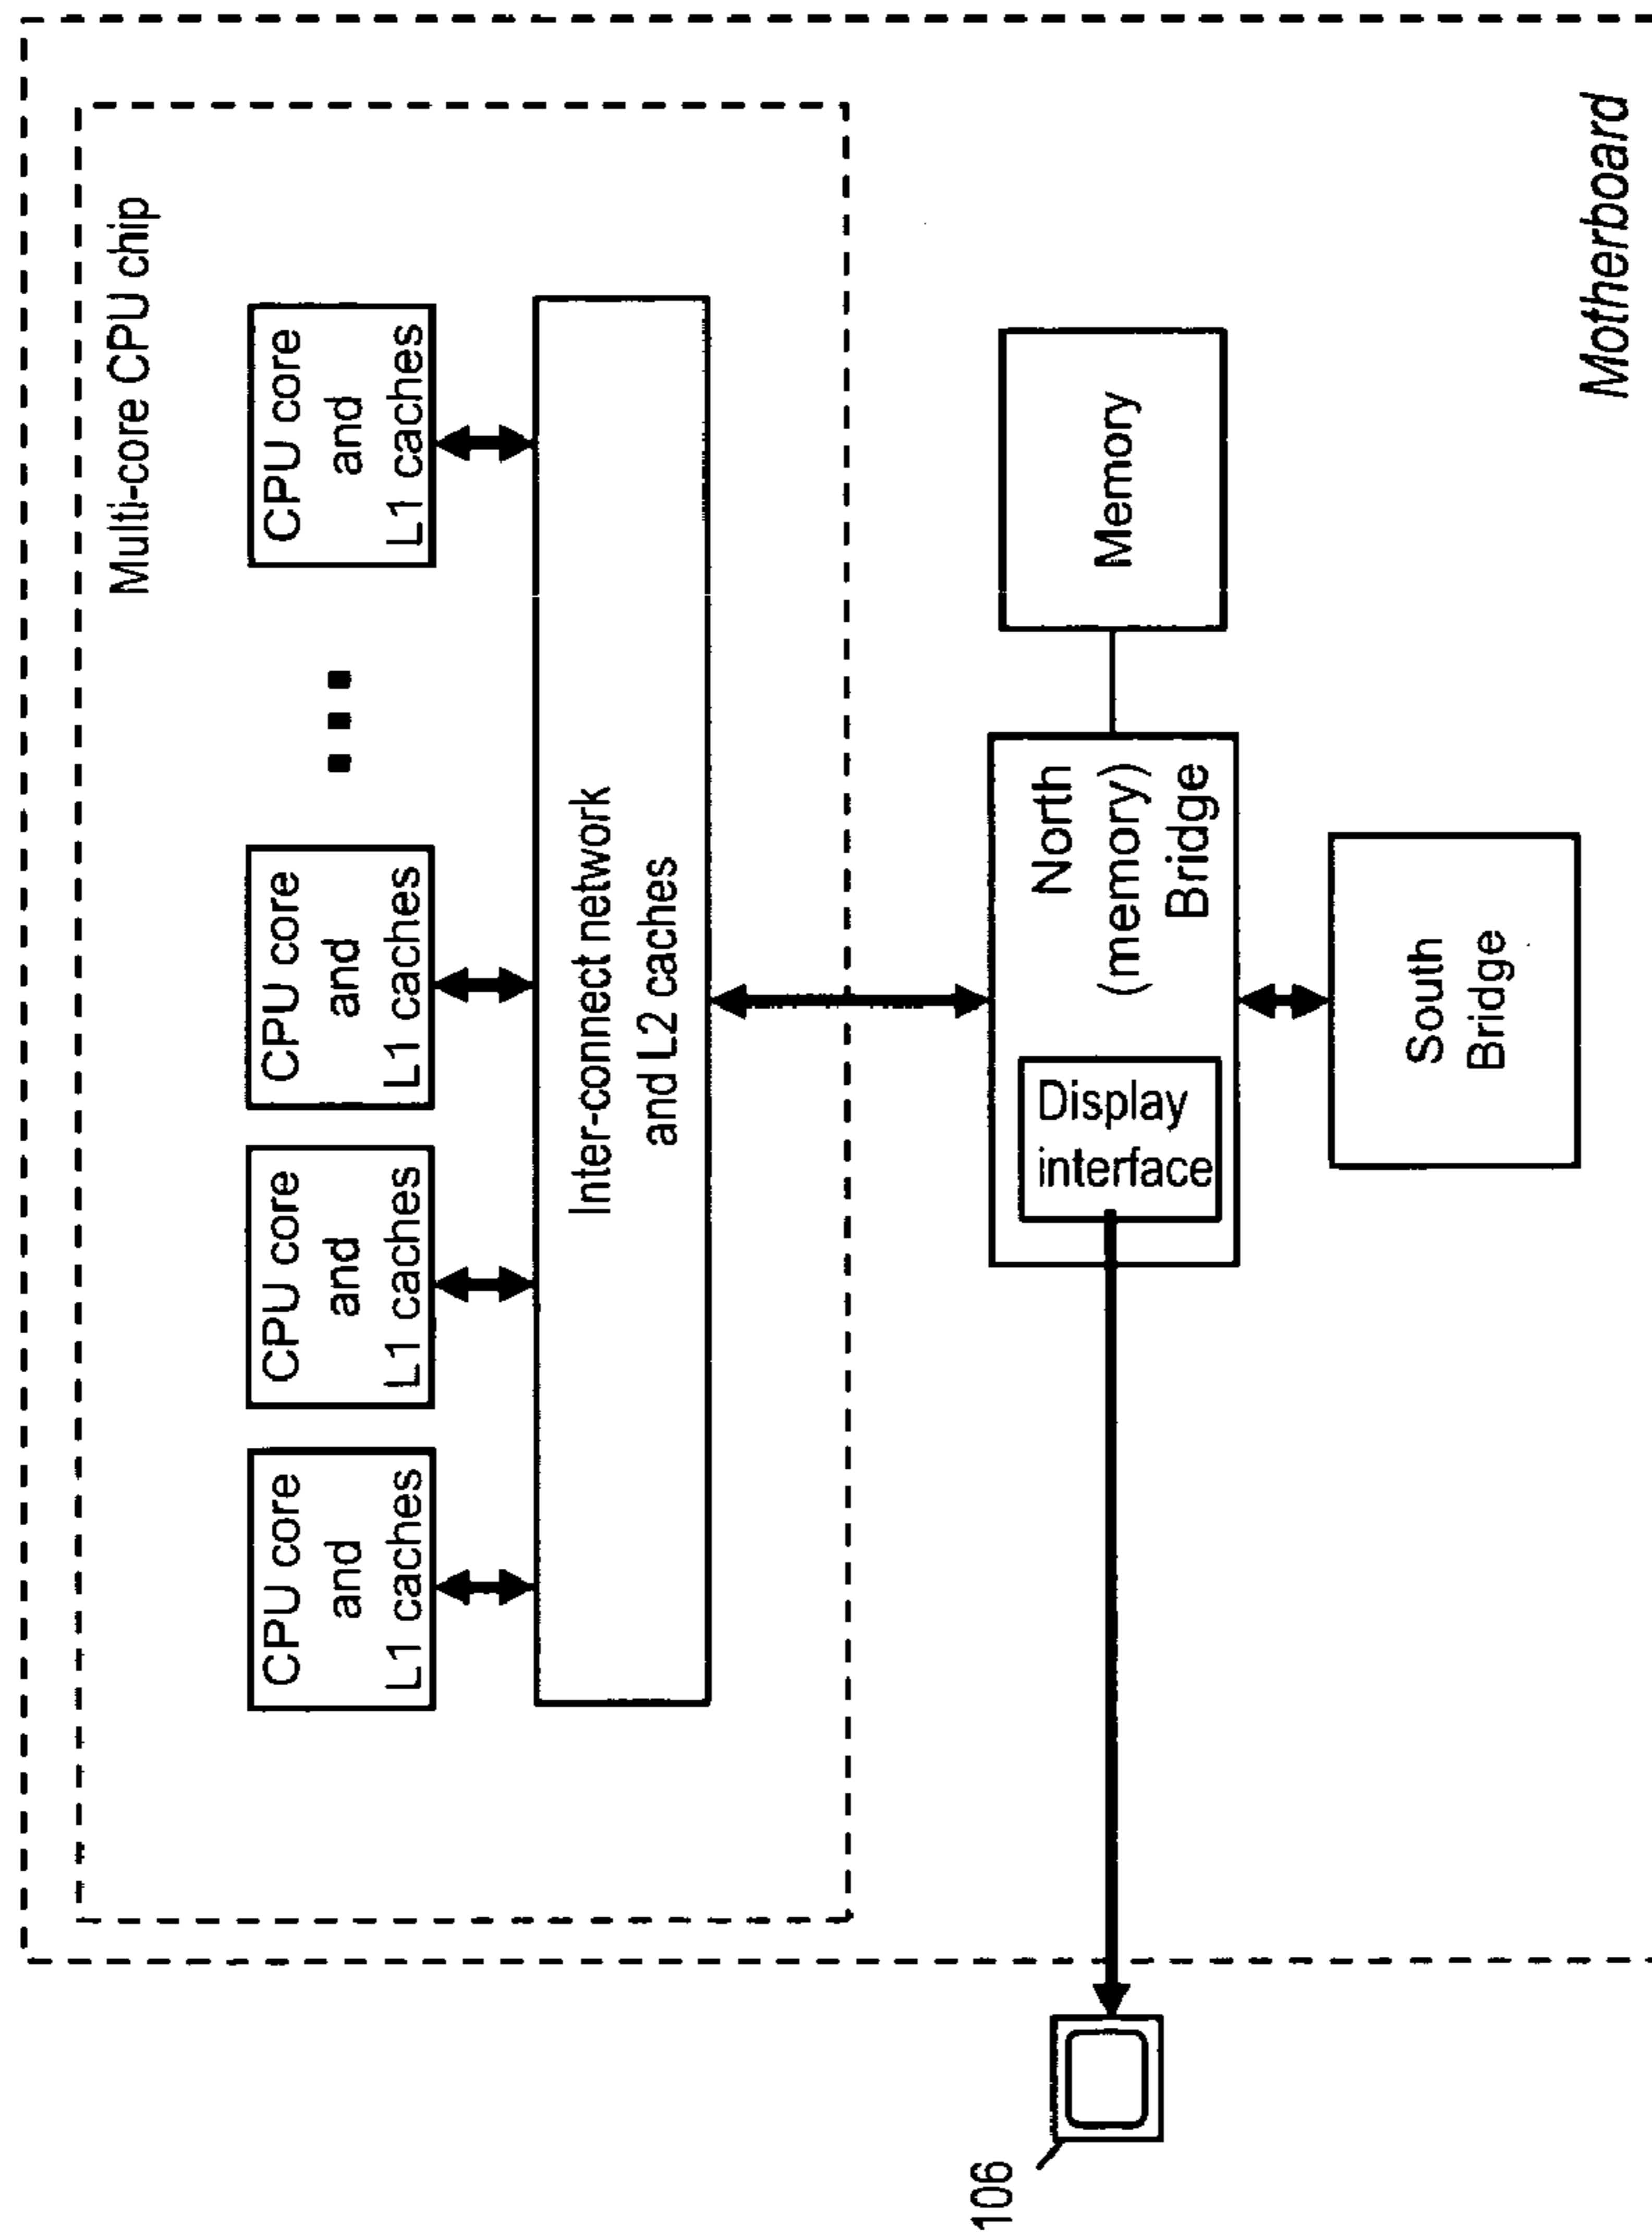 Multi-core CPU chip
CPU core
and
L1 caches
CPU core
and
L1 caches
CPU core
and
L1 caches
CPU core
and
L1 caches
Inter-connect network
and L2 caches
Display
interface
North
(memory)
Bridge
Memory
South
Bridge
106
Motherboard